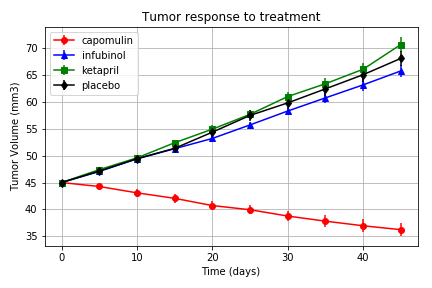 Tumor response to treatment
capomulin
infubinol
ketapril
placebo
Tumor Volume (mm3)
70
65
60
55
50
45
40
35
0
10
20
30
40
Time (days)